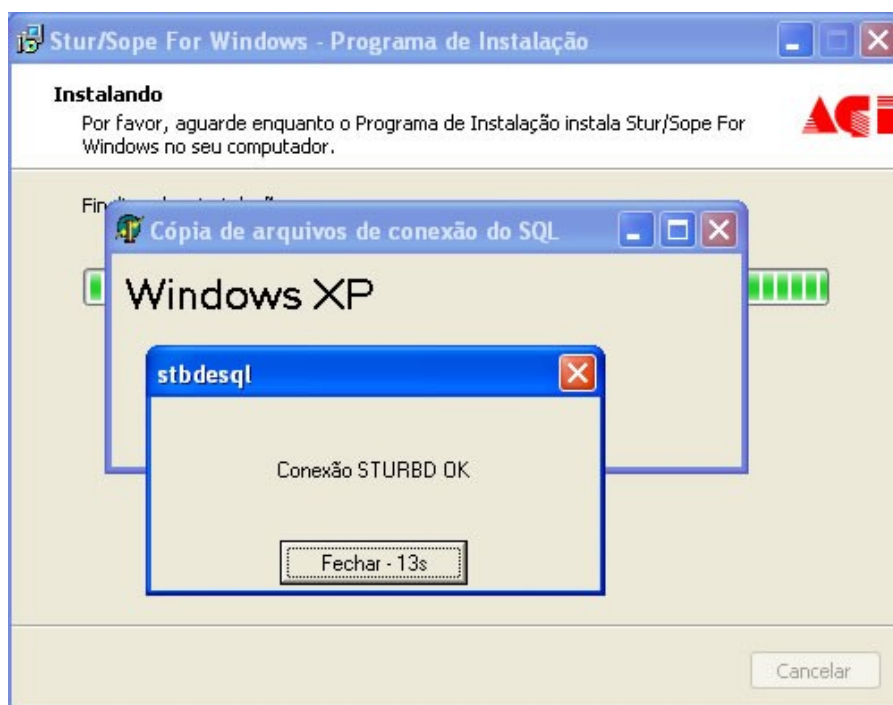 Stur/Sope For Windows - Programa de Instalação
Instalando
Por favor, aguarde enquanto o Programa de Instalação instala Stur/Sope For
Windows no seu computador.
Cópia de arquivos de conexão do SQL
Windows XP
stbdesql
Conexão STURBD OK
Fechar - 13s
Cancelar